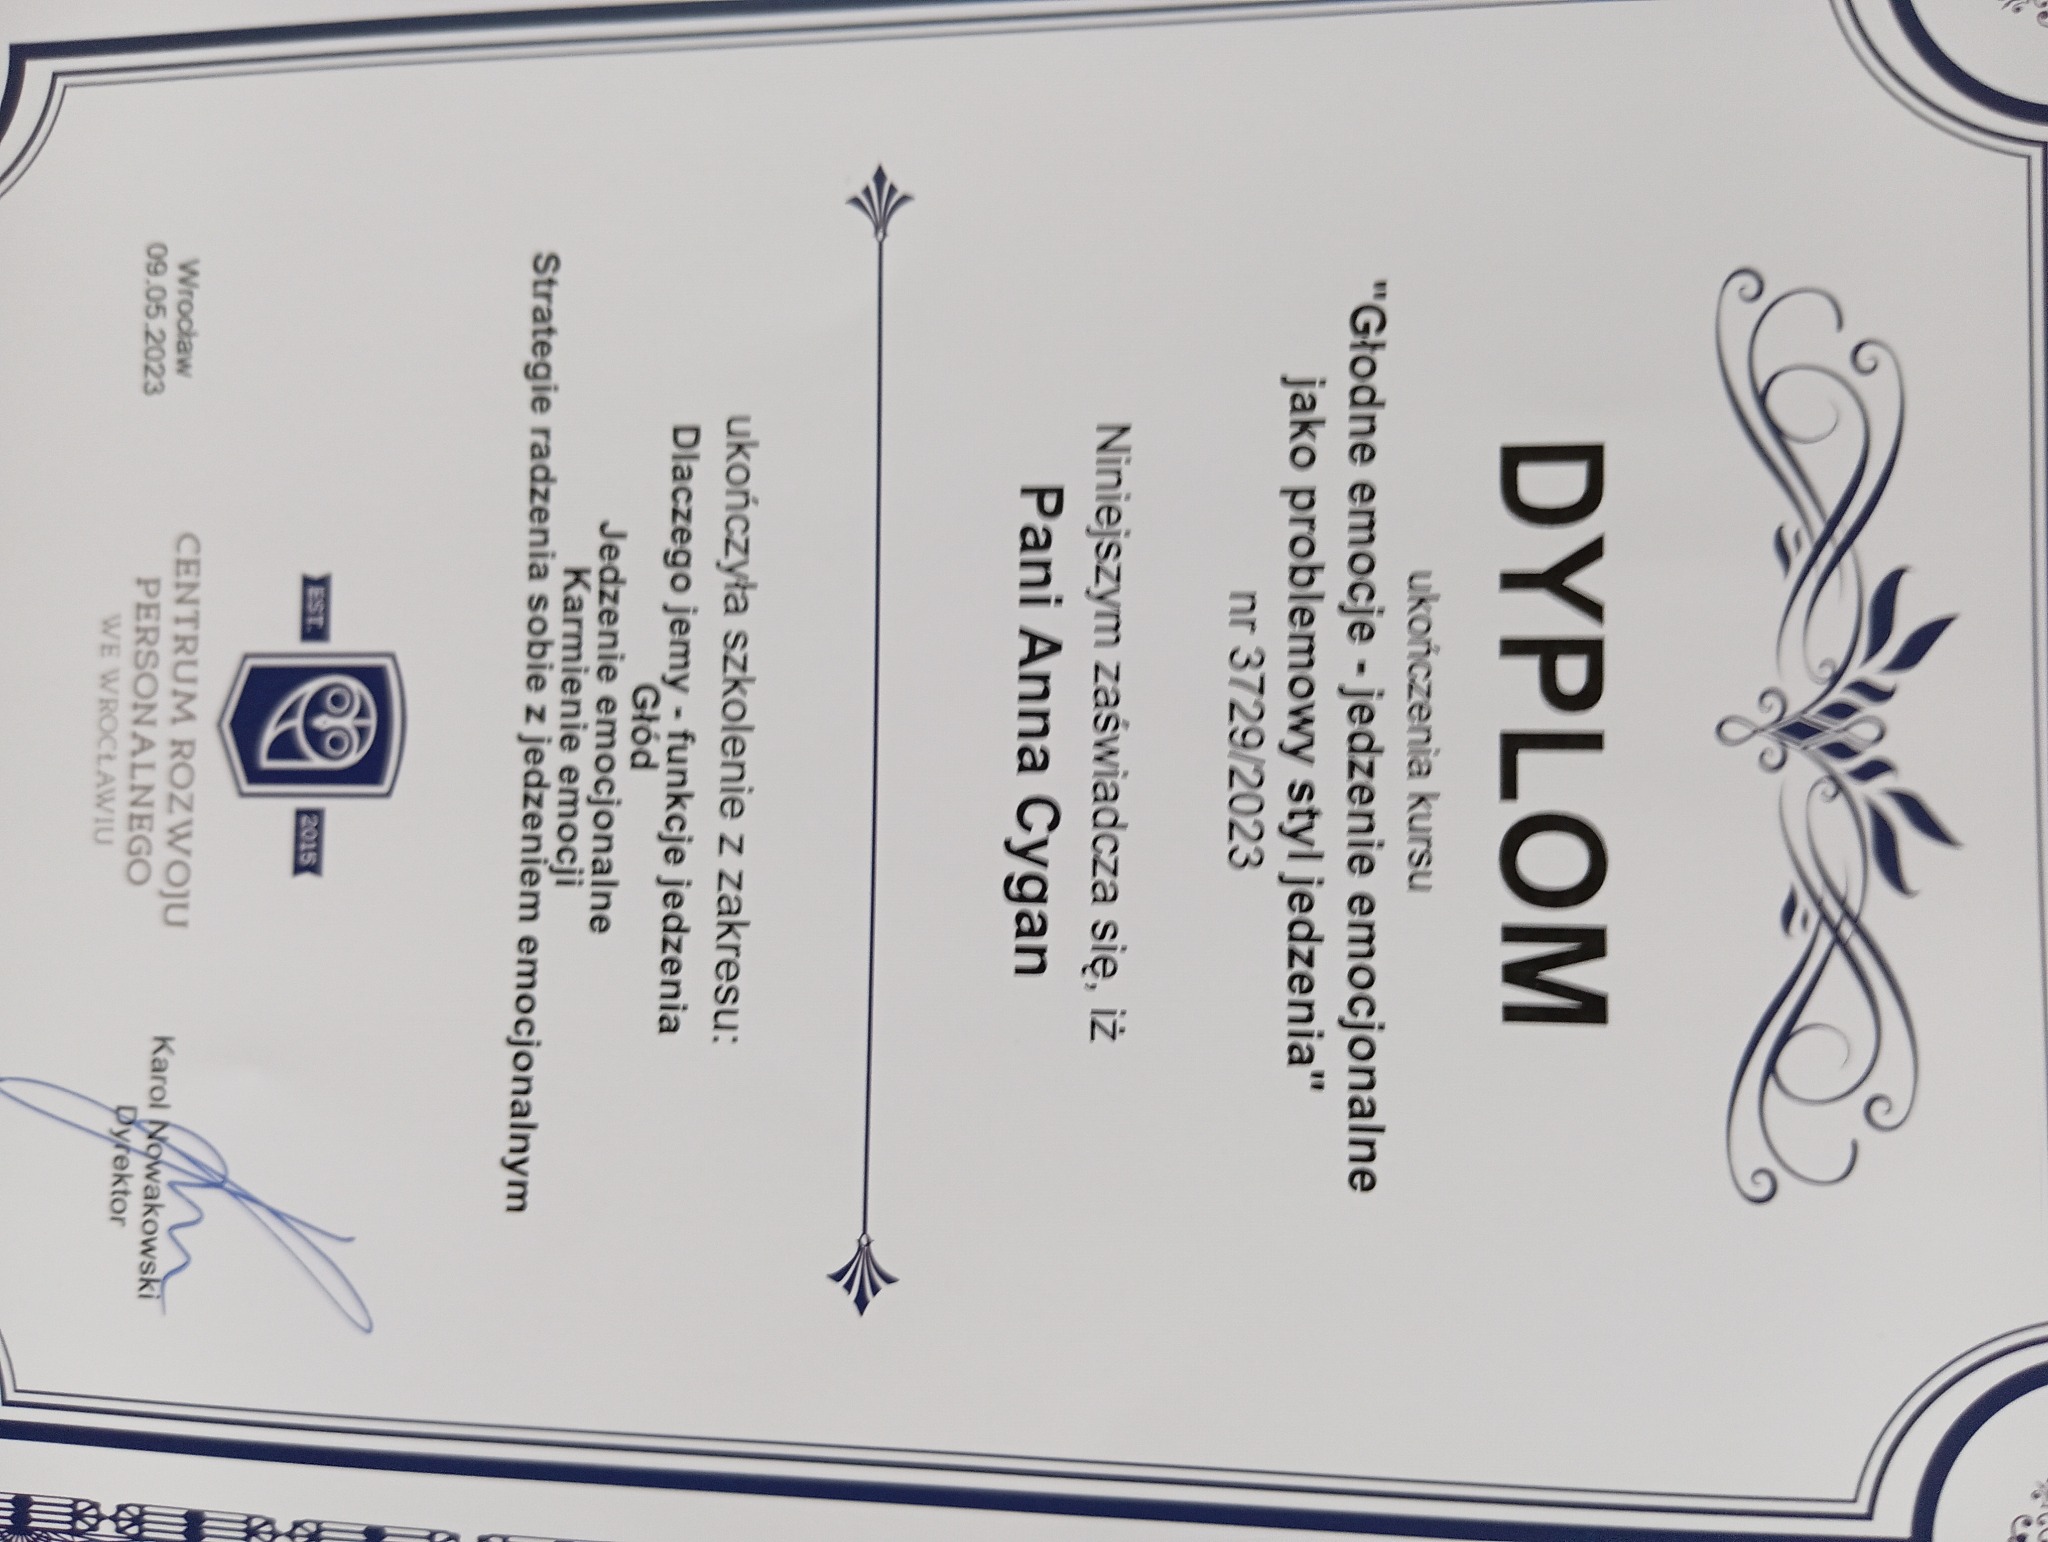 DYPLOM
ukończenia kursu
"Głodne emocje - jedzenie emocjonalne
jako problemowy styl jedzenia"
nr 3729/2023
Niniejszym zaświadcza się, iż
Pani Anna Cygan
ukończyła szkolenie z zakresu:
Dlaczego jemy - funkcje jedzenia
Głód
Jedzenie emocjonalne
Karmienie emocji
Strategie radzenia sobie z jedzeniem emocjonalnym
EST. 2015
Wrocław
09.05.2023
CENTRUM ROZWOJU
PERSONALNEGO
WE WROCŁAWIU
Karol Nowakowski
Dyrektor